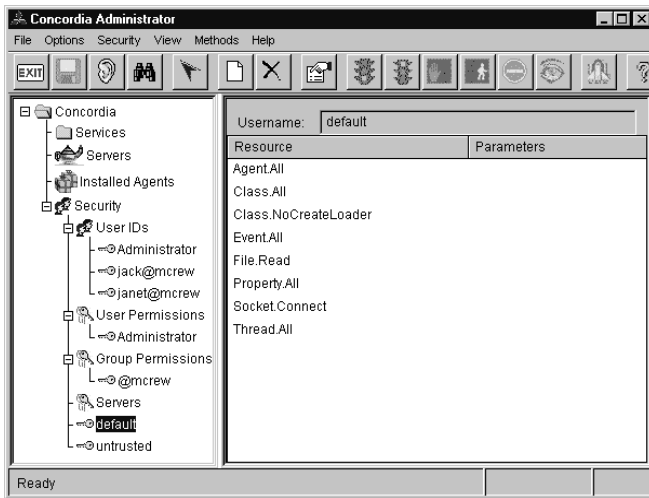 Concordia Administrator
File Options Security View Methods Help
EXIT
Concordia
Services
Servers
Installed Agents
Security
User IDs
Administrator
jack@mcrew
janet@mcrew
User Permissions
Administrator
Group Permissions
@mcrew
Servers
default
untrusted
Username: default
Resource Parameters
Agent.All
Class.All
Class.NoCreateLoader
Event.All
File.Read
Property.All
Socket.Connect
Thread.All
Ready